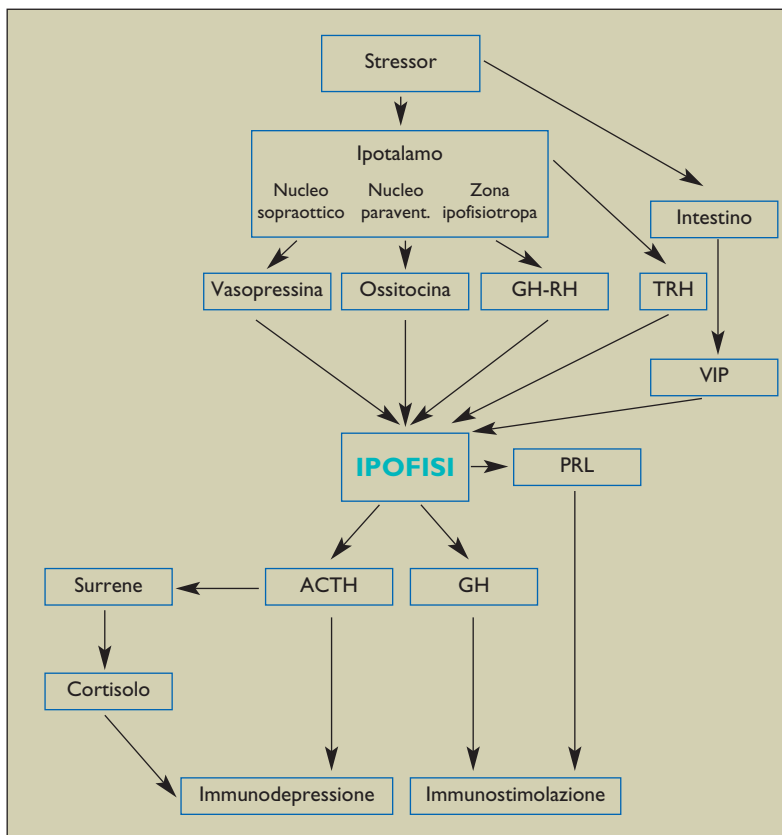 Stressor
Ipotalamo
Nucleo sopraottico
Nucleo paravent.
Zona ipofisiotropa
Intestino
Vasopressina
Ossitocina
GH-RH
TRH
VIP
IPOFISI
PRL
Surrene
ACTH
GH
Cortisolo
Immunodepressione
Immunostimolazione